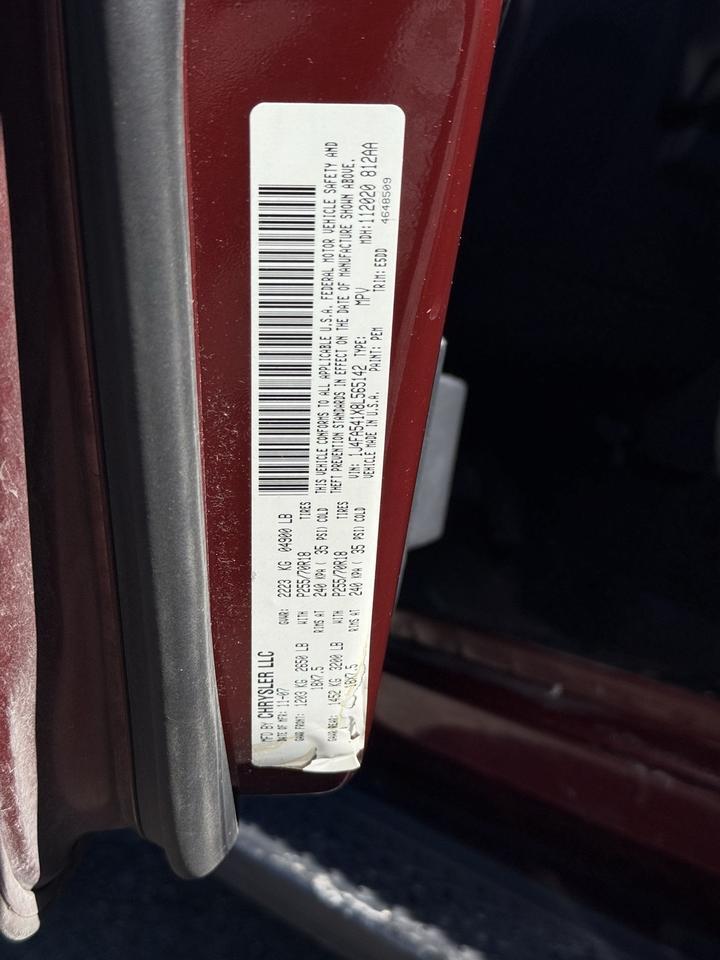 MFD BY CHRYSLER LLC
DATE OF MFR: 11-07 GVWR: 2223 KG 04900 LB
GAWR FRONT: 1203 KG 2650 LB WITH P255/70R18 TIRES
18X7.5 RIMS AT 240 KPA ( 35 PSI) COLD
GAWR REAR: 1452 KG 3200 LB WITH P255/70R18 TIRES
18X7.5 RIMS AT 240 KPA ( 35 PSI) COLD
THIS VEHICLE CONFORMS TO ALL APPLICABLE U.S.A. FEDERAL MOTOR VEHICLE SAFETY AND
THEFT PREVENTION STANDARDS IN EFFECT ON THE DATE OF MANUFACTURE SHOWN ABOVE.
VIN: 1J4FA541X8L565142 TYPE: MPV MDH: 112020 812AA
VEHICLE MADE IN U.S.A. PAINT: PEM TRIM: E5DD 4648509